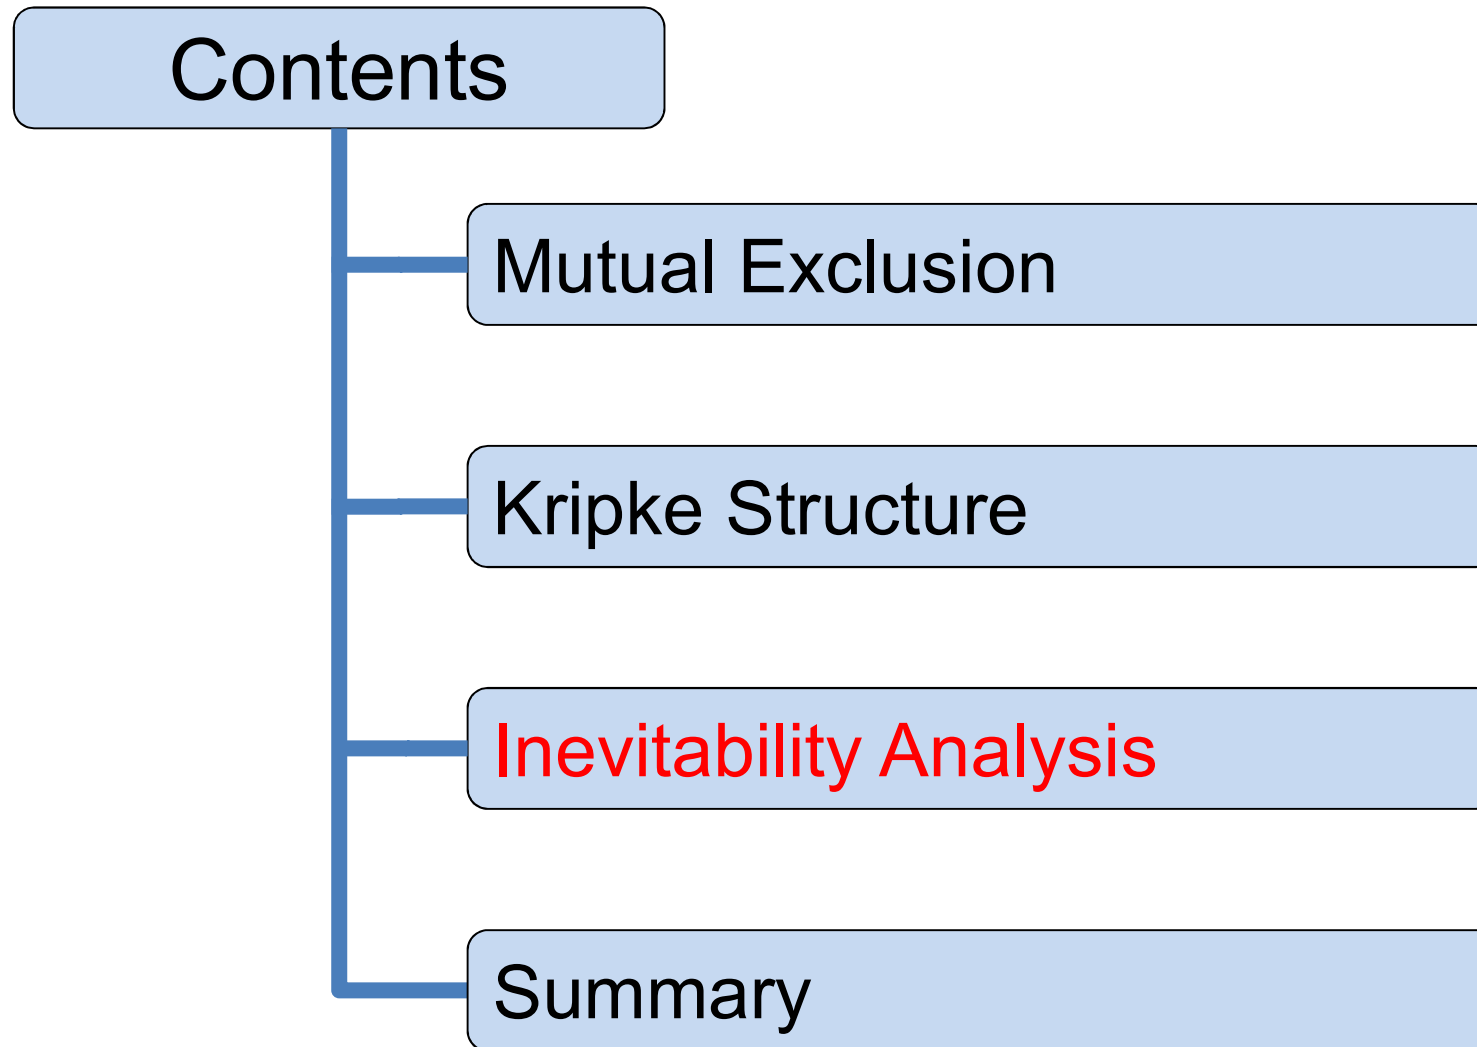 Contents
Mutual Exclusion
Kripke Structure
Inevitability Analysis
Summary